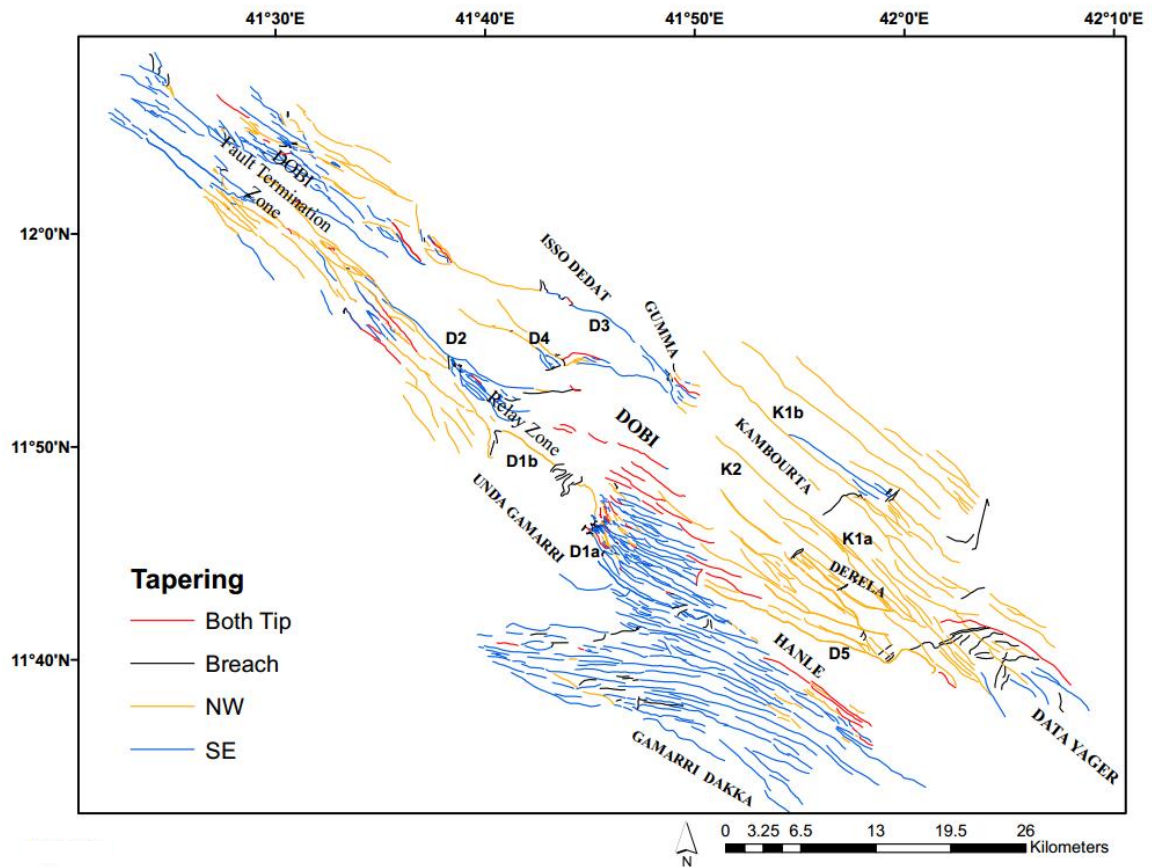 41°30'E 41°40'E 41°50'E 42°0'E 42°10'E
12°0'N
11°50'N
11°40'N
DOBI
Fault Termination
Zone
ISSO DEDAT
GUMMA
D3
D2
D4
Relay Zone
DOBI
K1b
KAMBOURTA
K2
D1b
UNDA GAMARRI
D1a
K1a
DERELA
HANLE
D5
DATA YAGER
GAMARRI DAKKA
Tapering
Both Tip
Breach
NW
SE
N
0 3.25 6.5 13 19.5 26
Kilometers